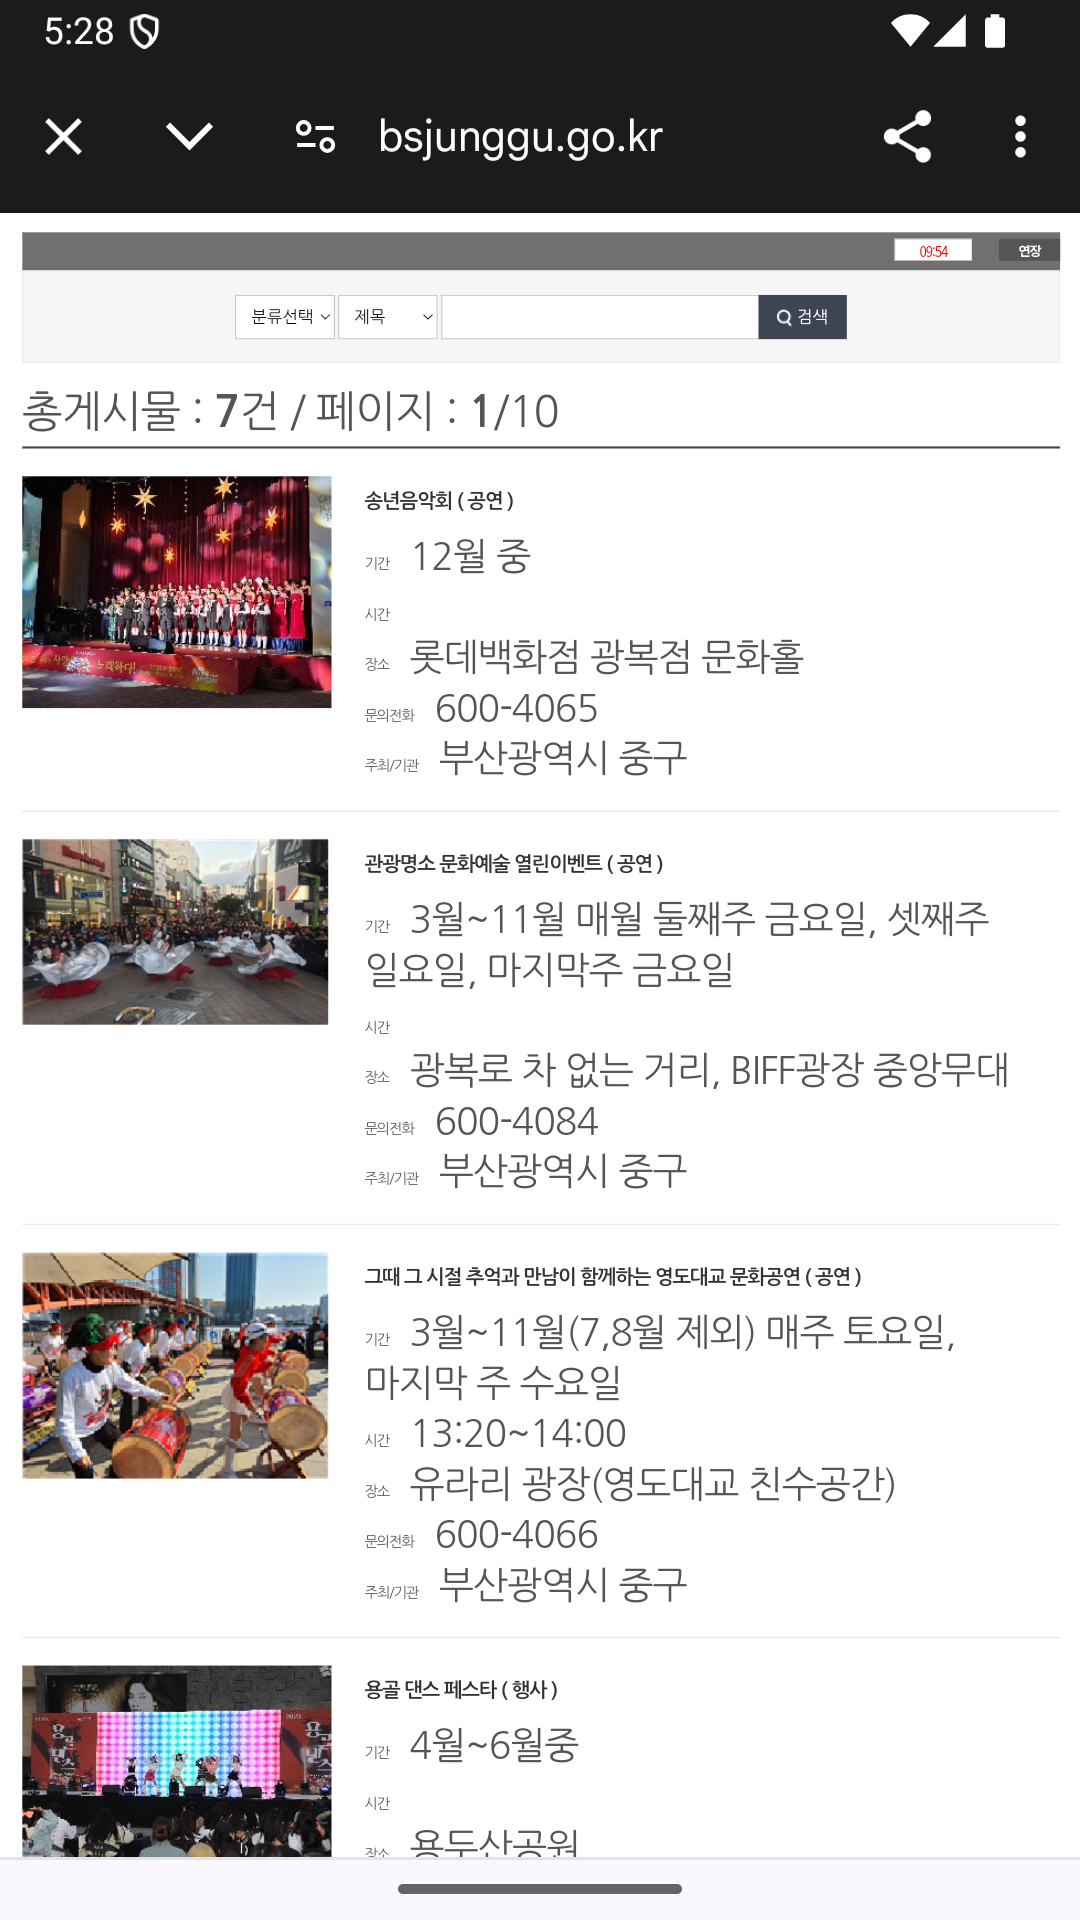 5:28
bsjunggu.go.kr
09:54 연장
분류선택 제목 검색
총게시물 : 7건 / 페이지 : 1/10
송년음악회 ( 공연 )
기간 12월 중
시간
장소 롯데백화점 광복점 문화홀
문의전화 600-4065
주최/기관 부산광역시 중구
관광명소 문화예술 열린이벤트 ( 공연 )
기간 3월~11월 매월 둘째주 금요일, 셋째주
일요일, 마지막주 금요일
시간
장소 광복로 차 없는 거리, BIFF광장 중앙무대
문의전화 600-4084
주최/기관 부산광역시 중구
그때 그 시절 추억과 만남이 함께하는 영도대교 문화공연 ( 공연 )
기간 3월~11월(7,8월 제외) 매주 토요일,
마지막 주 수요일
시간 13:20~14:00
장소 유라리 광장(영도대교 친수공간)
문의전화 600-4066
주최/기관 부산광역시 중구
용골 댄스 페스타 ( 행사 )
기간 4월~6월중
시간
장소 용두산공원